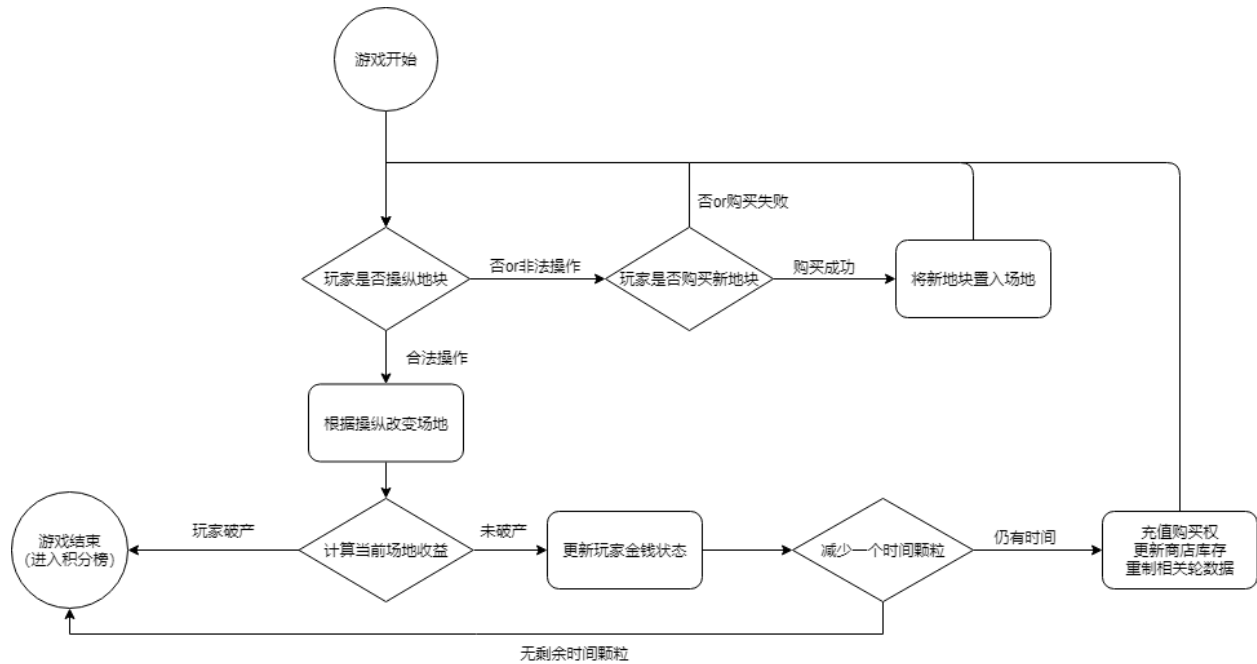 游戏开始
否or购买失败
玩家是否操纵地块
否or非法操作
玩家是否购买新地块
购买成功
将新地块置入场地
合法操作
根据操纵改变场地
游戏结束
(进入积分榜)
玩家破产
计算当前场地收益
未破产
更新玩家金钱状态
减少一个时间颗粒
仍有时间
充值购买权
更新商店库存
重制相关轮数据
无剩余时间颗粒